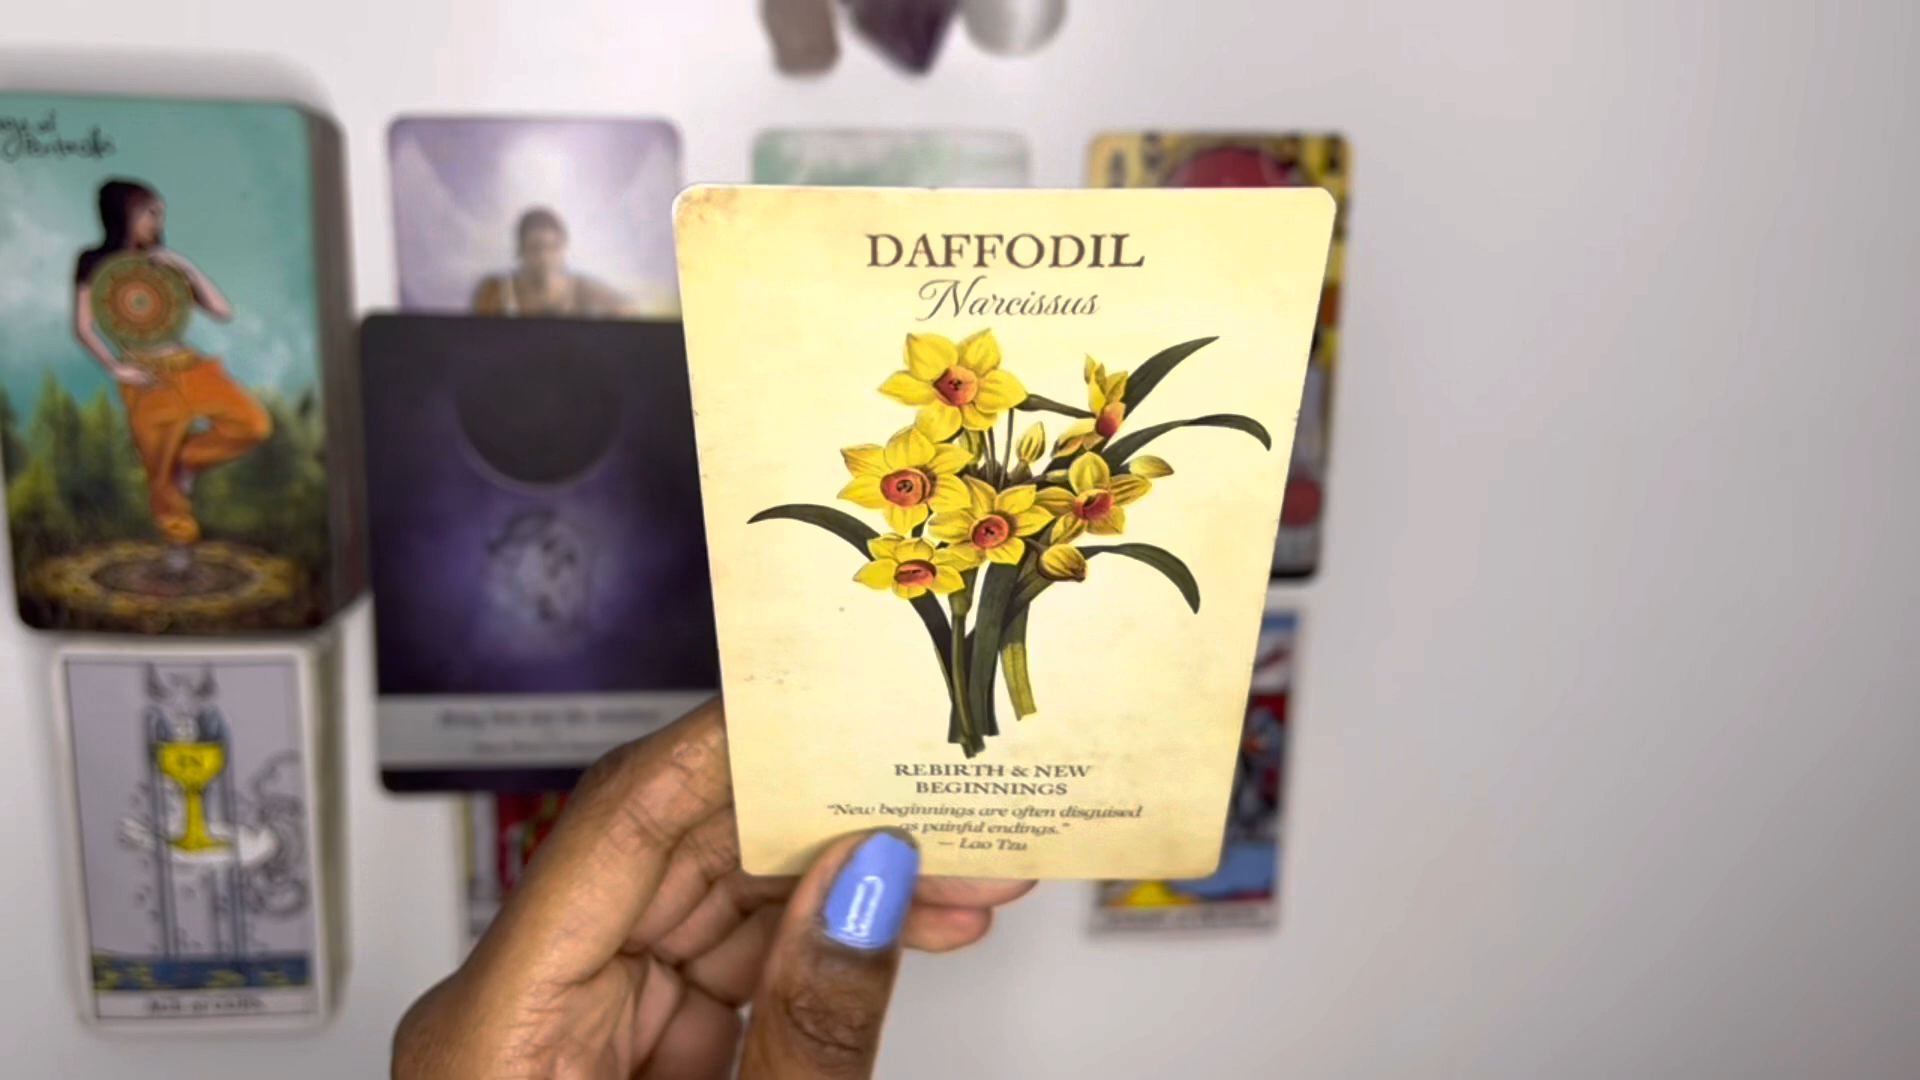 DAFFODIL
Narcissus
REBIRTH & NEW
BEGINNINGS
"New beginnings are often disguised
as painful endings."
— Lao Tzu